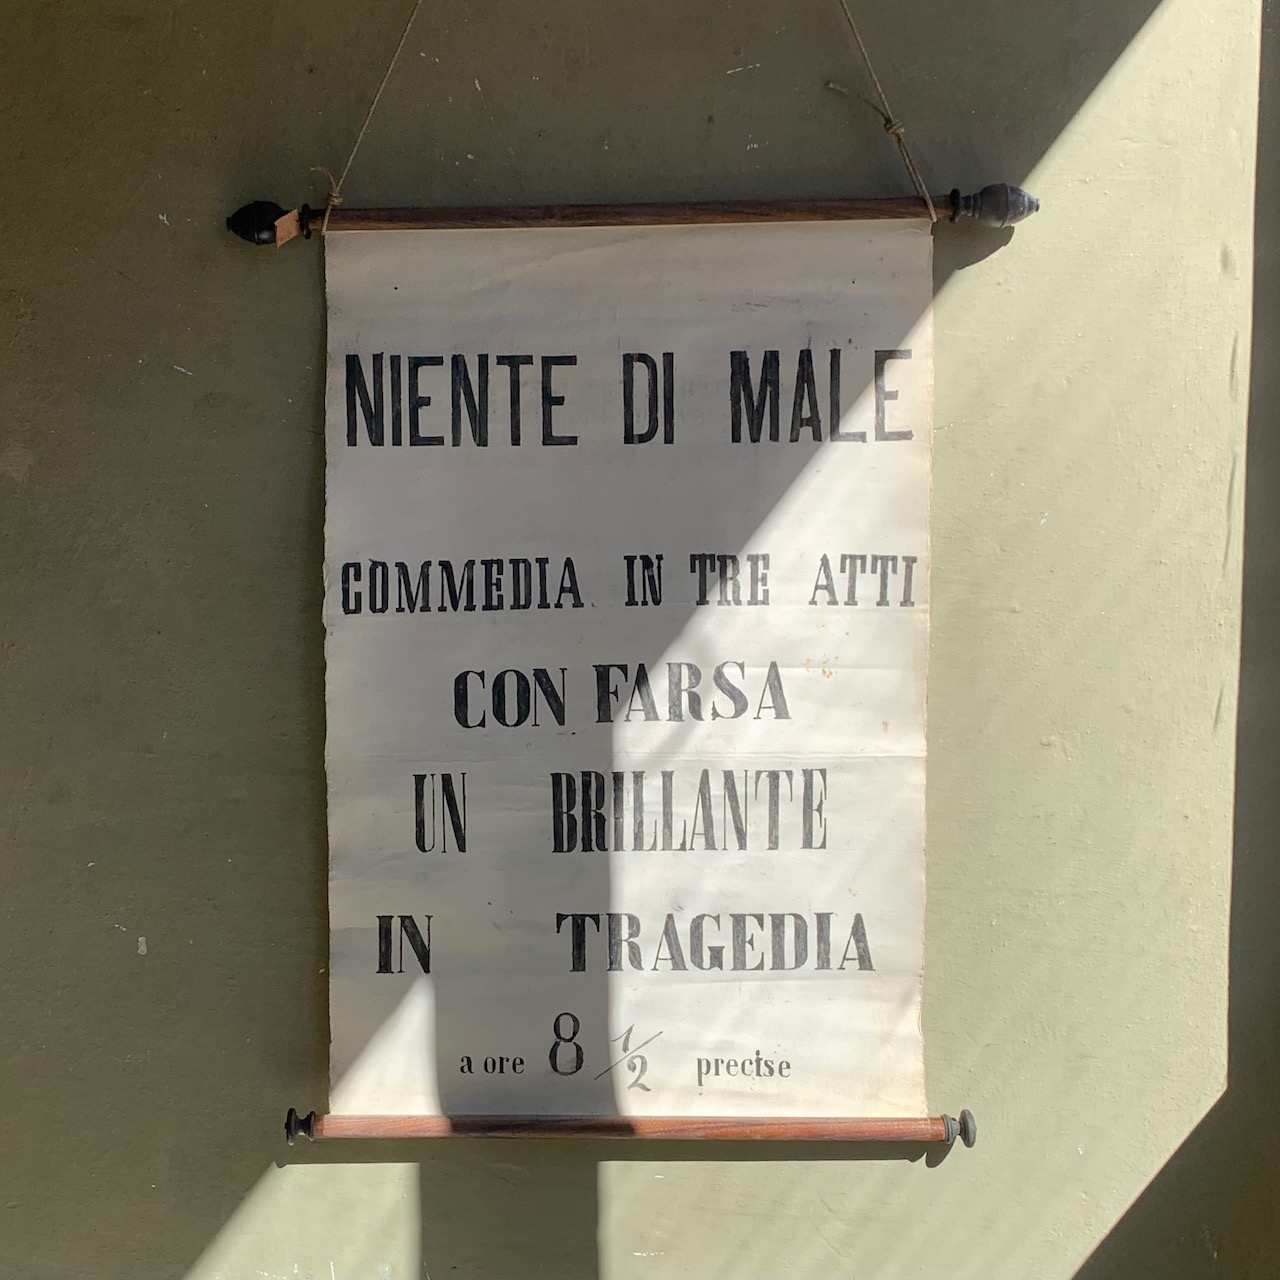 NIENTE DI MALE
COMMEDIA IN TRE ATTI
CON FARSA
UN BRILLANTE
IN TRAGEDIA
a ore 8 1/2 precise